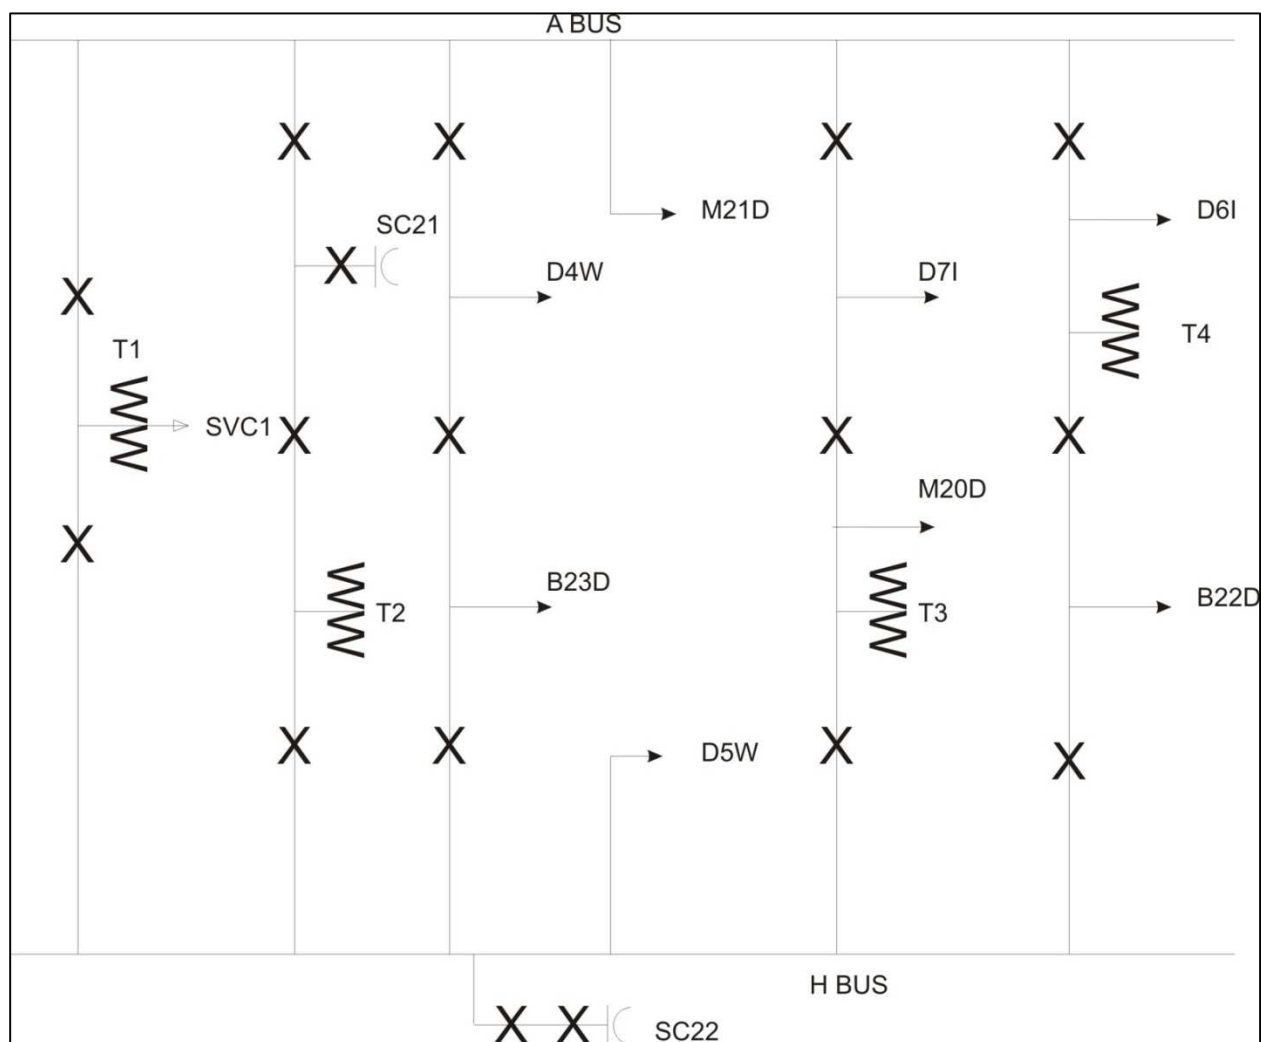 A BUS
M21D
D6I
SC21
D4W
D7I
T4
T1
SVC1
M20D
B23D
B22D
T2
T3
D5W
H BUS
SC22